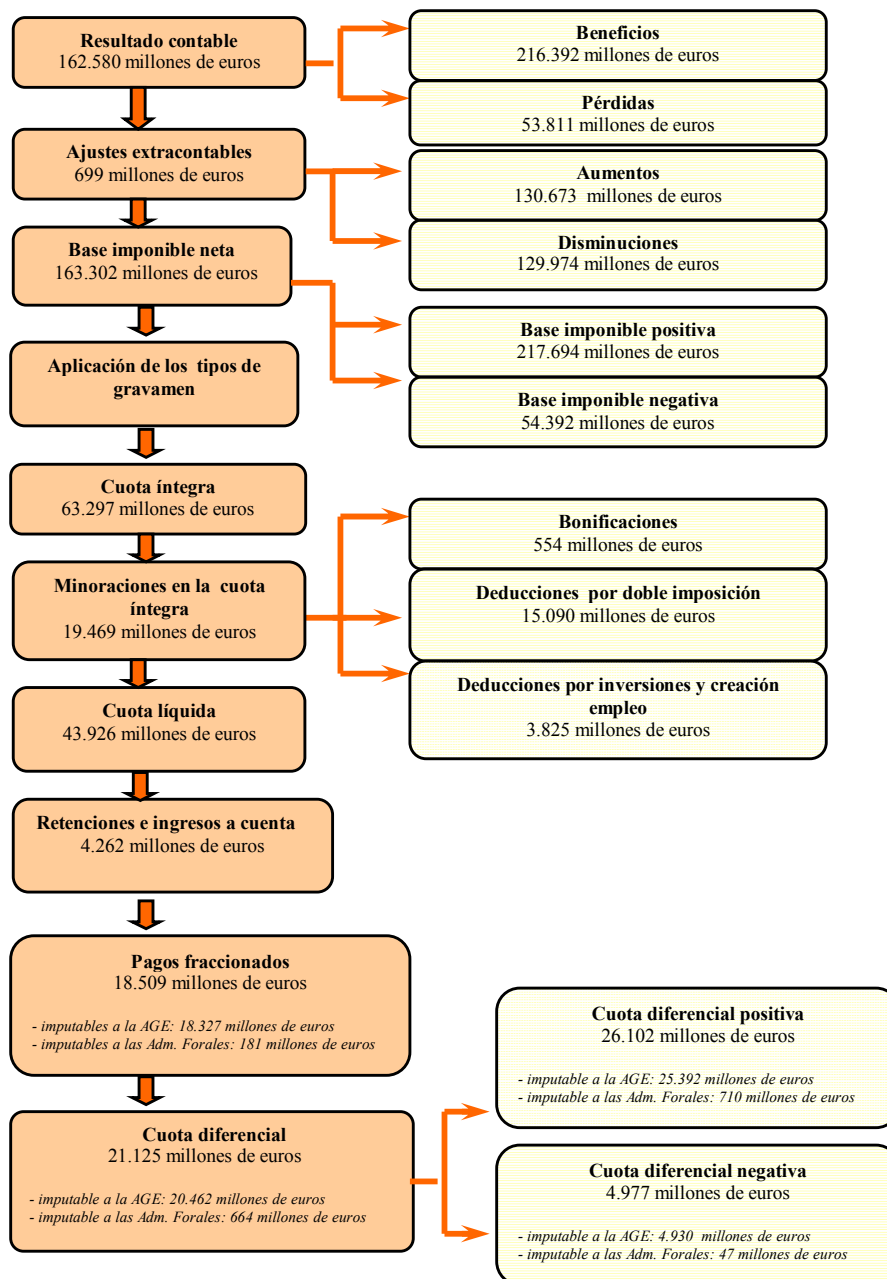 Resultado contable
162.580 millones de euros
Beneficios
216.392 millones de euros
Pérdidas
53.811 millones de euros
Ajustes extracontables
699 millones de euros
Aumentos
130.673 millones de euros
Disminuciones
129.974 millones de euros
Base imponible neta
163.302 millones de euros
Base imponible positiva
217.694 millones de euros
Base imponible negativa
54.392 millones de euros
Aplicación de los tipos de
gravamen
Cuota íntegra
63.297 millones de euros
Minoraciones en la cuota
íntegra
19.469 millones de euros
Bonificaciones
554 millones de euros
Deducciones por doble imposición
15.090 millones de euros
Deducciones por inversiones y creación
empleo
3.825 millones de euros
Cuota líquida
43.926 millones de euros
Retenciones e ingresos a cuenta
4.262 millones de euros
Pagos fraccionados
18.509 millones de euros
- imputables a la AGE: 18.327 millones de euros
- imputables a las Adm. Forales: 181 millones de euros
Cuota diferencial
21.125 millones de euros
- imputable a la AGE: 20.462 millones de euros
- imputable a las Adm. Forales: 664 millones de euros
Cuota diferencial positiva
26.102 millones de euros
- imputable a la AGE: 25.392 millones de euros
- imputable a las Adm. Forales: 710 millones de euros
Cuota diferencial negativa
4.977 millones de euros
- imputable a la AGE: 4.930 millones de euros
- imputable a las Adm. Forales: 47 millones de euros